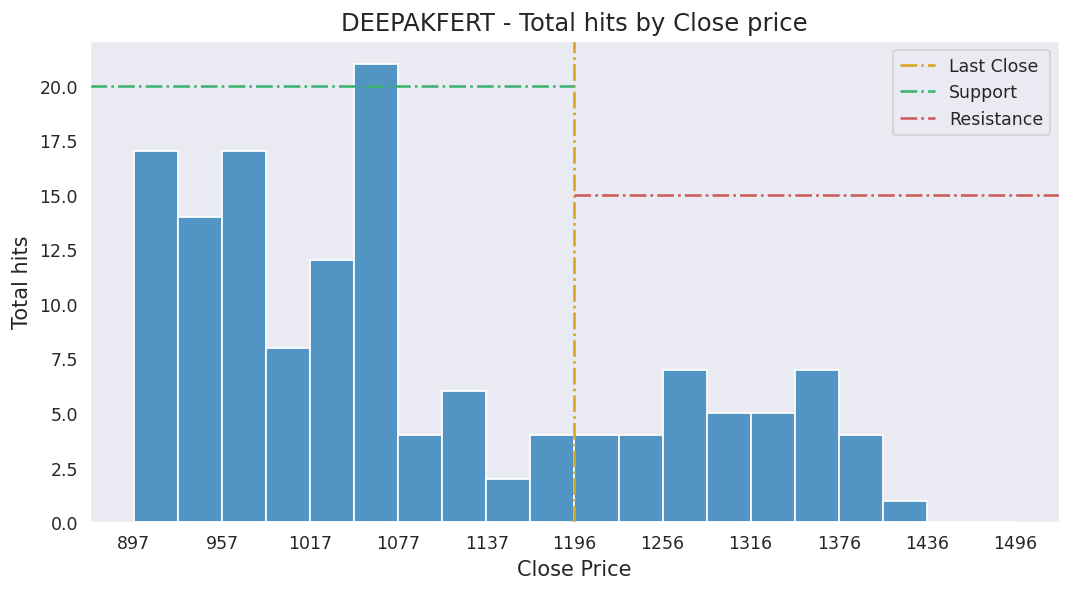 DEEPAKFERT - Total hits by Close price
Last Close
Support
Resistance
Total hits
20.0
17.5
15.0
12.5
10.0
7.5
5.0
2.5
0.0
897 957 1017 1077 1137 1196 1256 1316 1376 1436 1496
Close Price